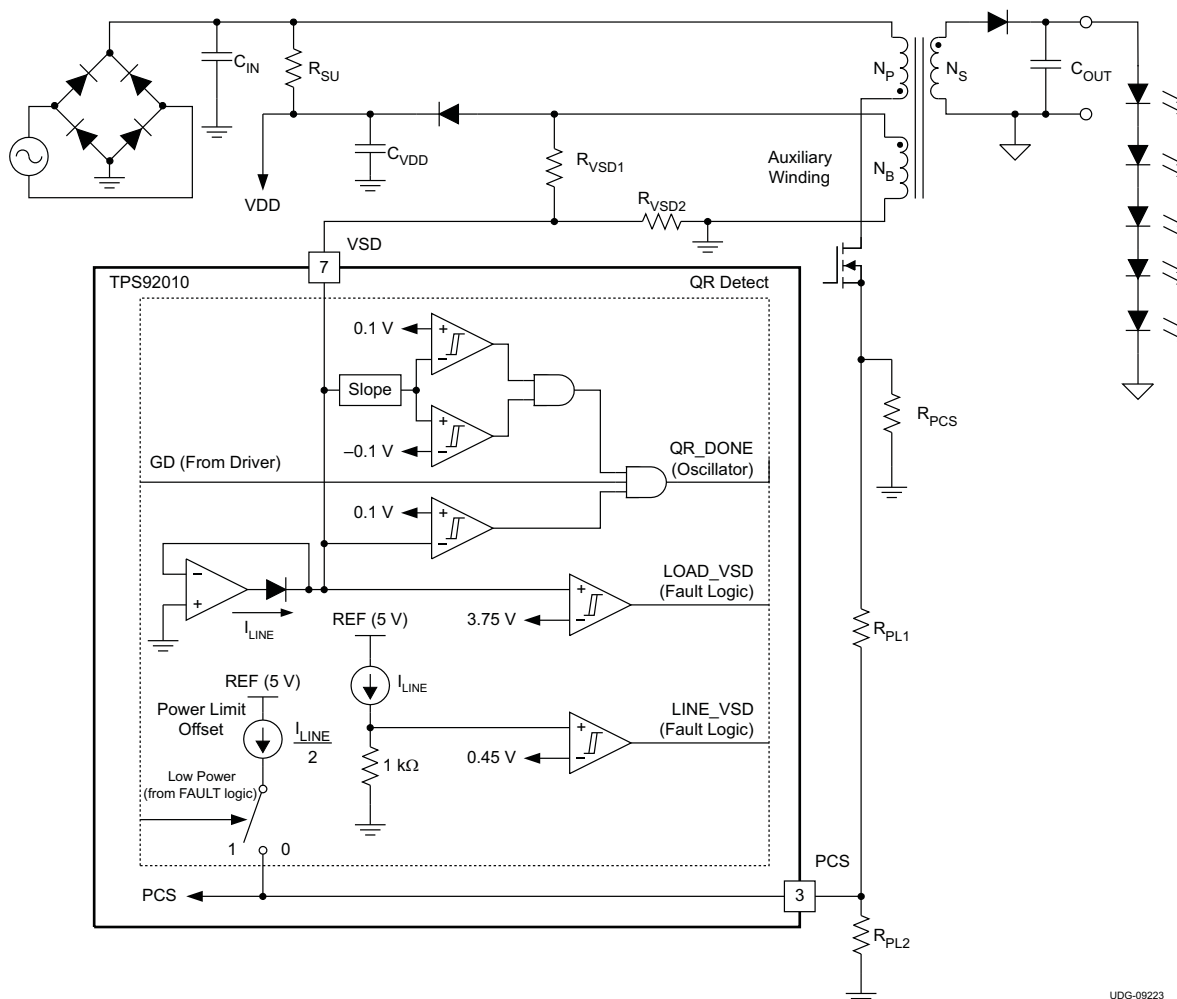 C_IN
R_SU
N_P
N_S
C_OUT
C_VDD
R_VSD1
Auxiliary
Winding
N_B
VDD
R_VSD2
VSD
7
TPS92010
QR Detect
0.1 V
+
–
Slope
+
–
–0.1 V
R_PCS
GD (From Driver)
QR_DONE
(Oscillator)
0.1 V
+
–
–
+
I_LINE
LOAD_VSD
(Fault Logic)
+
–
3.75 V
REF (5 V)
R_PL1
REF (5 V)
I_LINE
Power Limit
Offset
I_LINE
2
LINE_VSD
(Fault Logic)
+
–
0.45 V
1 kΩ
Low Power
(from FAULT logic)
1 0
PCS
PCS
3
R_PL2
UDG-09223